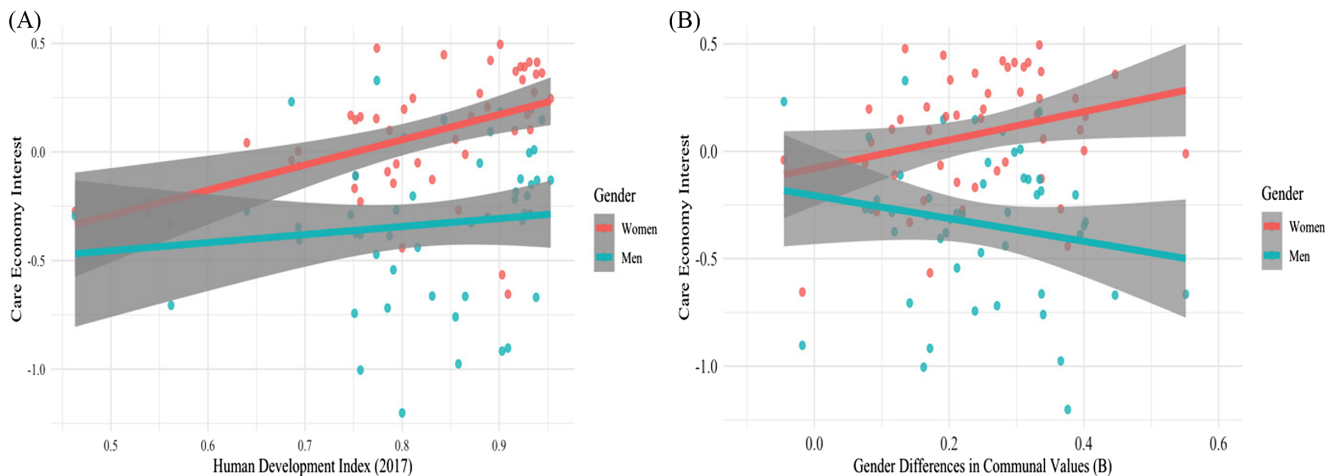 (A)
0.5
0.0
-0.5
-1.0
Care Economy Interest
0.5
0.6
0.7
0.8
0.9
Human Development Index (2017)
Gender
Women
Men
(B)
0.5
0.0
-0.5
-1.0
Care Economy Interest
0.0
0.2
0.4
0.6
Gender Differences in Communal Values (B)
Gender
Women
Men